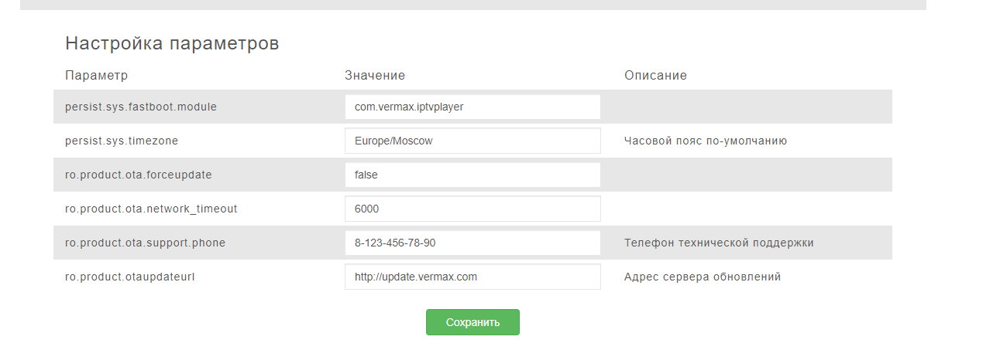 Настройка параметров
Параметр Значение Описание
persist.sys.fastboot.module com.vermax.iptvplayer
persist.sys.timezone Europe/Moscow Часовой пояс по-умолчанию
ro.product.ota.forceupdate false
ro.product.ota.network_timeout 6000
ro.product.ota.support.phone 8-123-456-78-90 Телефон технической поддержки
ro.product.otaupdateurl http://update.vermax.com Адрес сервера обновлений
Сохранить